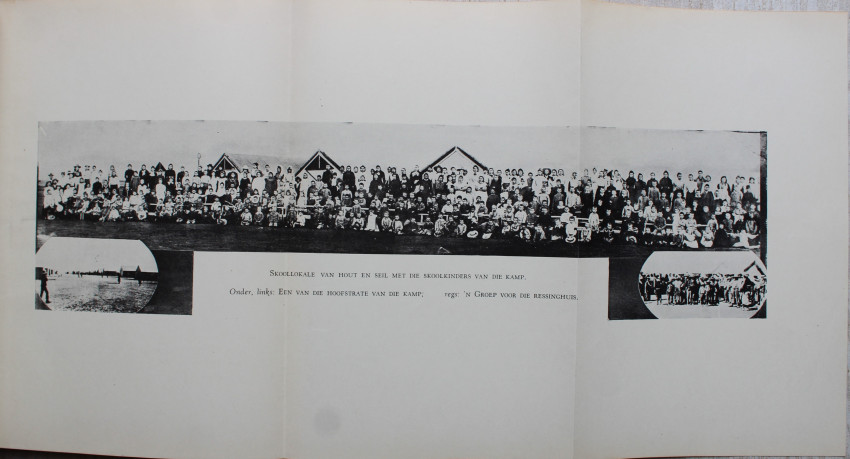 SKOOLLOKALE VAN HOUT EN SEIL MET DIE SKOOLKINDERS VAN DIE KAMP.
Onder, links: EEN VAN DIE HOOFSTRATE VAN DIE KAMP; regs: 'N GROEP VOOR DIE RESSINGHUIS.